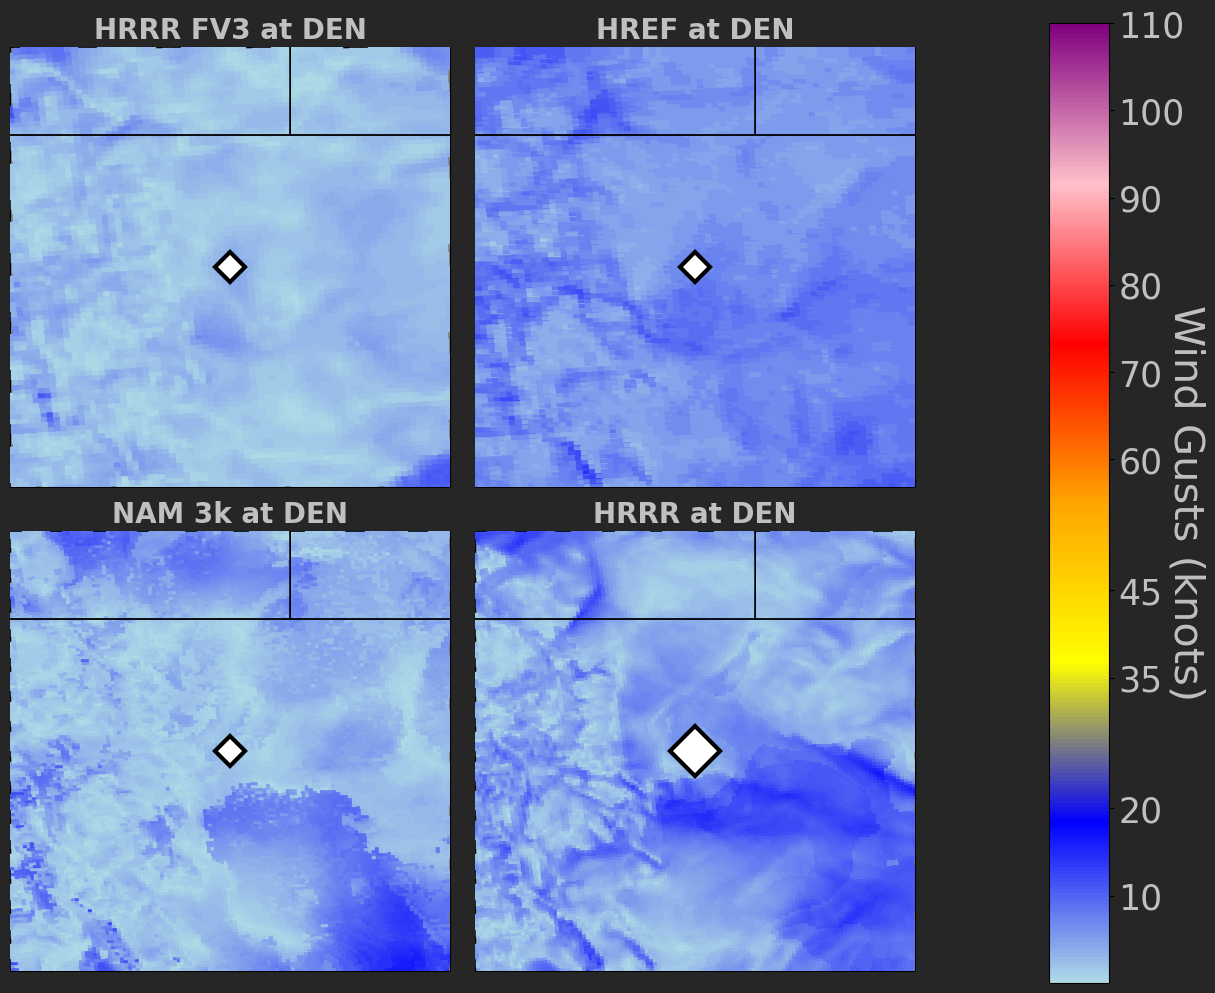 HRRR FV3 at DEN
HREF at DEN
NAM 3k at DEN
HRRR at DEN
110
100
90
80
70
60
45
35
20
10
Wind Gusts (knots)